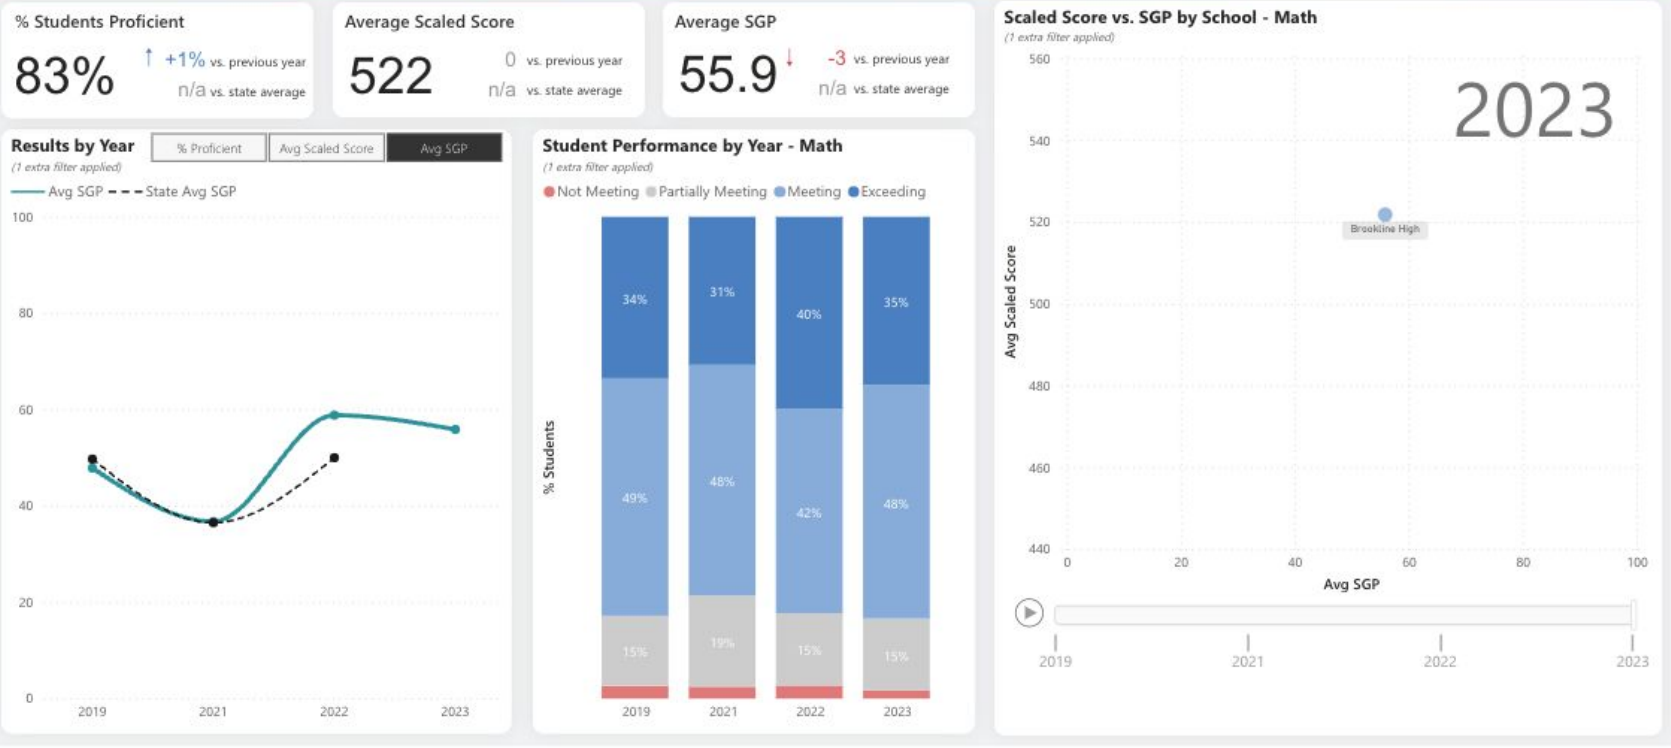 % Students Proficient
83%
↑ +1% vs. previous year
n/a vs. state average
Average Scaled Score
522
0 vs. previous year
n/a vs. state average
Average SGP
55.9
↓ -3 vs. previous year
n/a vs. state average
Results by Year
% Proficient
Avg Scaled Score
Avg SGP
(1 extra filter applied)
Avg SGP State Avg SGP
100
80
60
40
20
0
2019 2021 2022 2023
Student Performance by Year - Math
(1 extra filter applied)
Not Meeting Partially Meeting Meeting Exceeding
% Students
34% 31% 40% 35%
49% 48% 42% 48%
15% 19% 15% 15%
2019 2021 2022 2023
Scaled Score vs. SGP by School - Math
(1 extra filter applied)
2023
Avg Scaled Score
560
540
520
500
480
460
440
Brookline High
0 20 40 60 80 100
Avg SGP
2019 2021 2022 2023